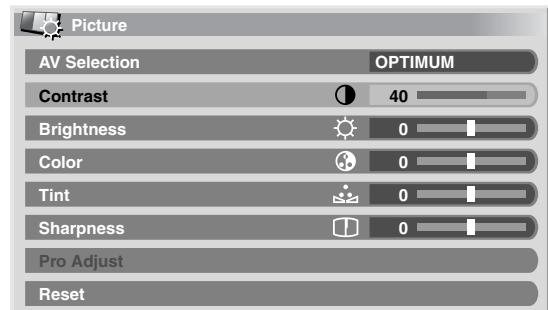 Picture
AV Selection OPTIMUM
Contrast 40
Brightness 0
Color 0
Tint 0
Sharpness 0
Pro Adjust
Reset